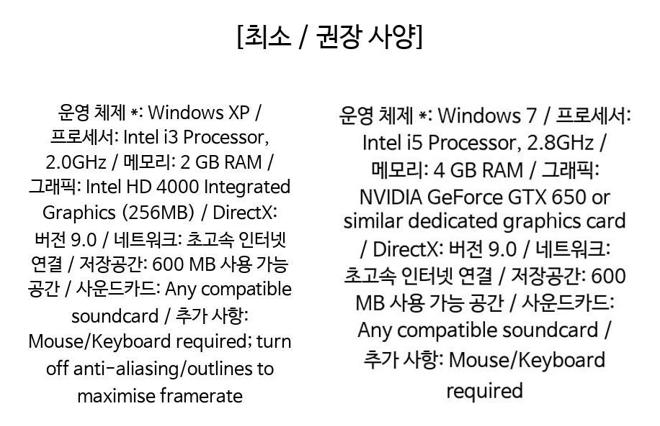 [최소 / 권장 사양]
운영 체제 *: Windows XP /
프로세서: Intel i3 Processor,
2.0GHz / 메모리: 2 GB RAM /
그래픽: Intel HD 4000 Integrated
Graphics (256MB) / DirectX:
버전 9.0 / 네트워크: 초고속 인터넷
연결 / 저장공간: 600 MB 사용 가능
공간 / 사운드카드: Any compatible
soundcard / 추가 사항:
Mouse/Keyboard required; turn
off anti-aliasing/outlines to
maximise framerate
운영 체제 *: Windows 7 / 프로세서:
Intel i5 Processor, 2.8GHz /
메모리: 4 GB RAM / 그래픽:
NVIDIA GeForce GTX 650 or
similar dedicated graphics card
/ DirectX: 버전 9.0 / 네트워크:
초고속 인터넷 연결 / 저장공간: 600
MB 사용 가능 공간 / 사운드카드:
Any compatible soundcard /
추가 사항: Mouse/Keyboard
required